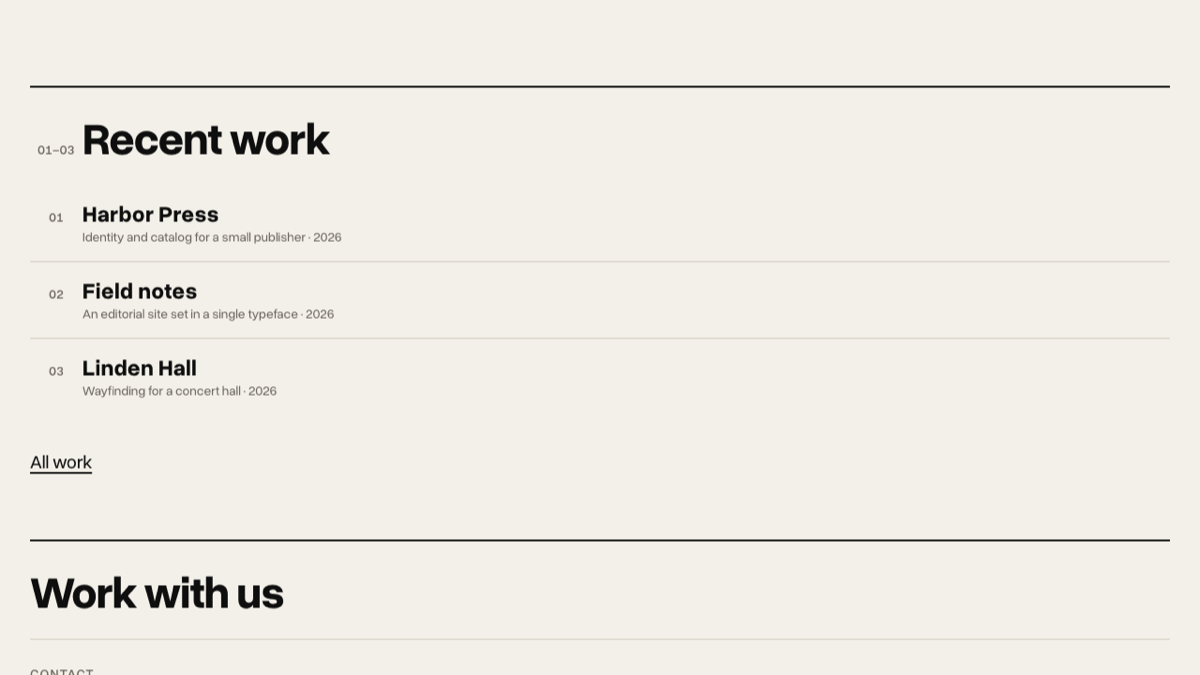 01–03 Recent work
01 Harbor Press
Identity and catalog for a small publisher · 2026
02 Field notes
An editorial site set in a single typeface · 2026
03 Linden Hall
Wayfinding for a concert hall · 2026
All work
Work with us
CONTACT